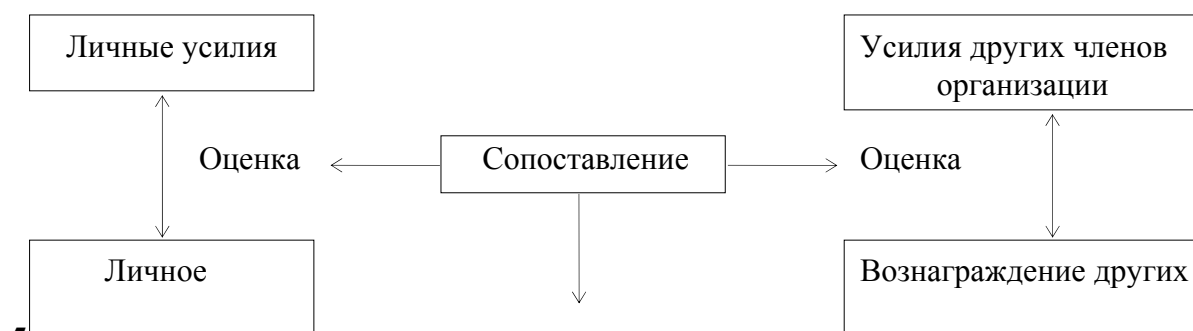 Личные усилия
Усилия других членов
организации
Оценка
Сопоставление
Оценка
Личное
Вознаграждение других